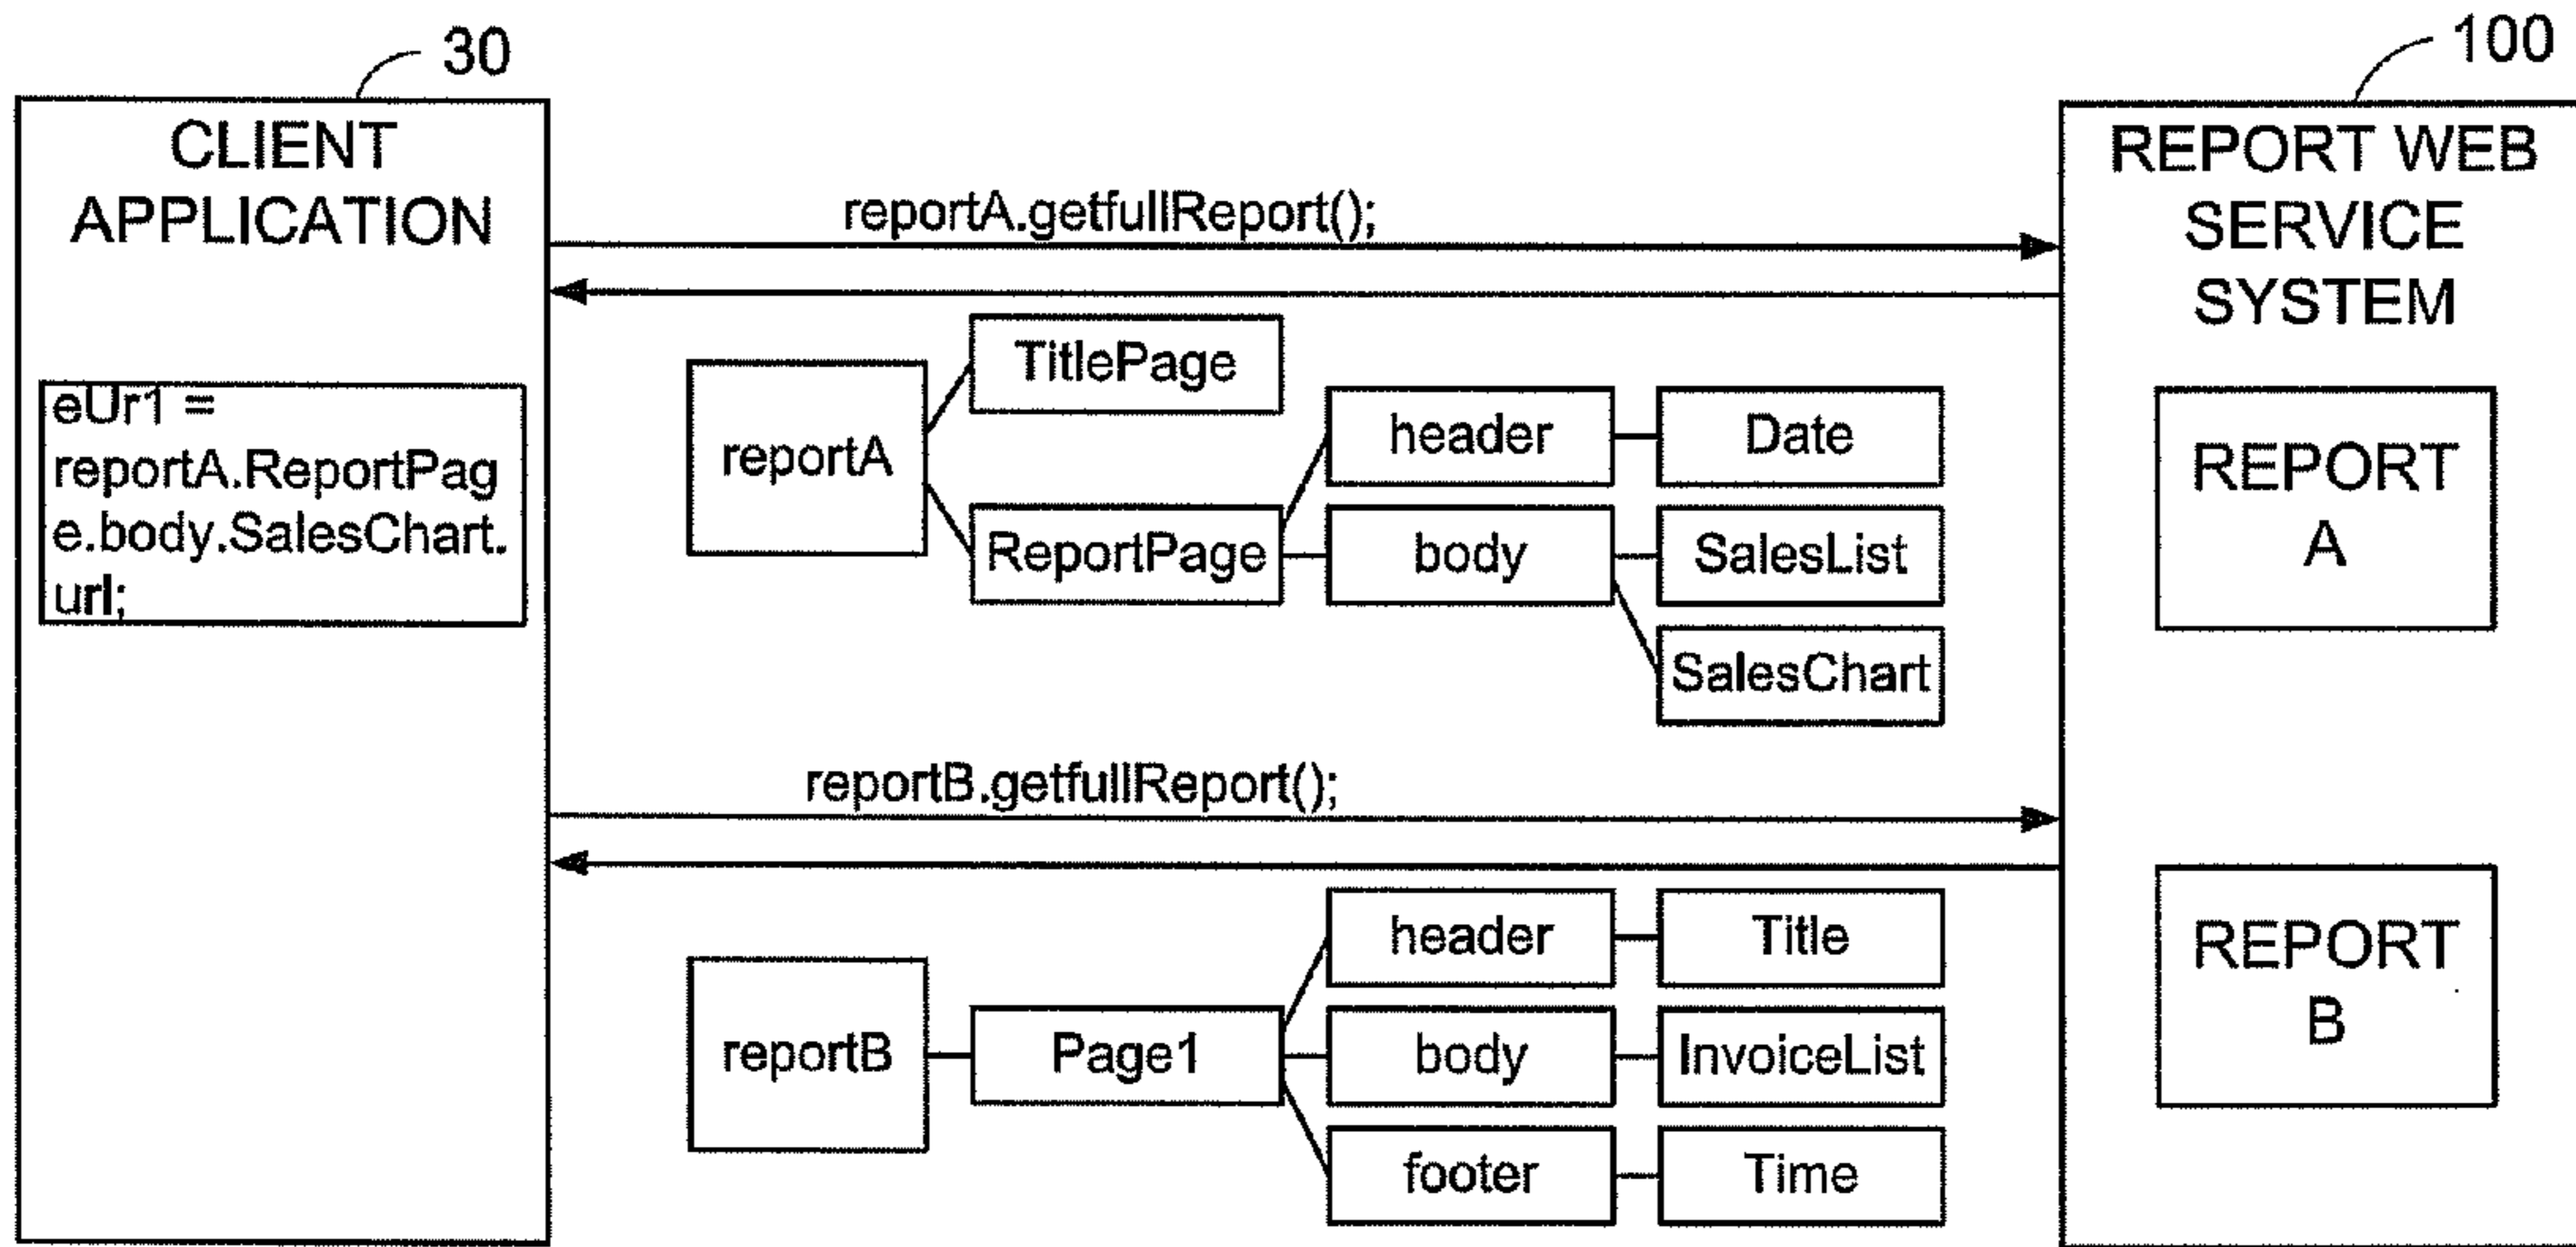 30
100
CLIENT
APPLICATION
REPORT WEB
SERVICE
SYSTEM
reportA.getfullReport();
eUr1 =
reportA.ReportPag
e.body.SalesChart.
url;
reportA
TitlePage
ReportPage
header
Date
body
SalesList
SalesChart
REPORT
A
reportB.getfullReport();
reportB
Page1
header
Title
body
InvoiceList
footer
Time
REPORT
B